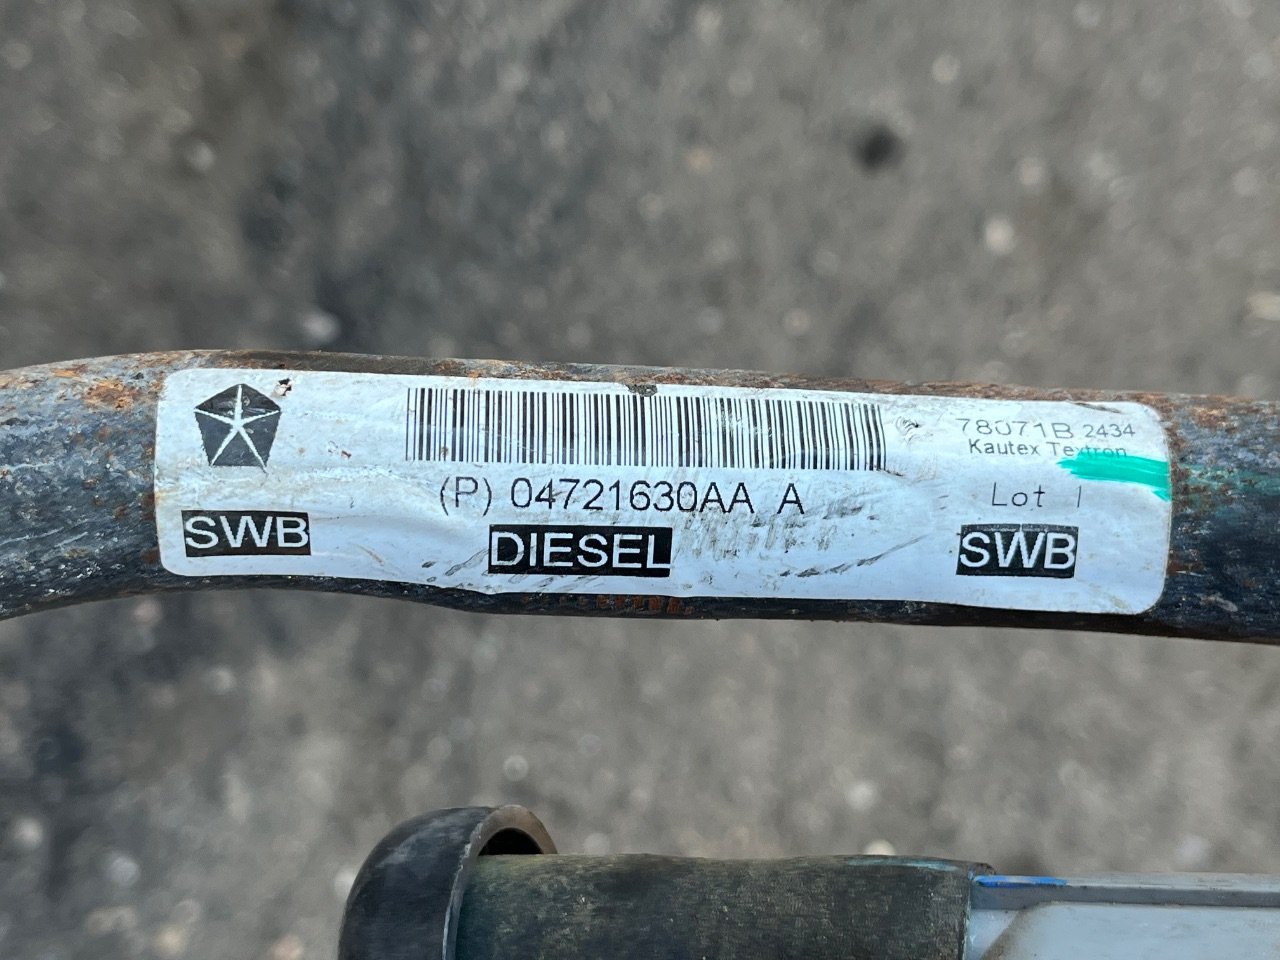 78071B 2434
Kautex Textron
(P) 04721630AA A
Lot 1
SWB DIESEL SWB